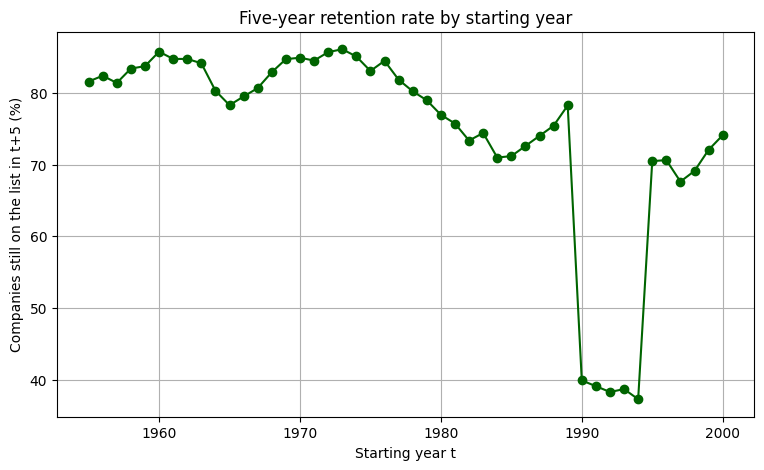 Five-year retention rate by starting year
Companies still on the list in t+5 (%)
80
70
60
50
40
1960 1970 1980 1990 2000
Starting year t